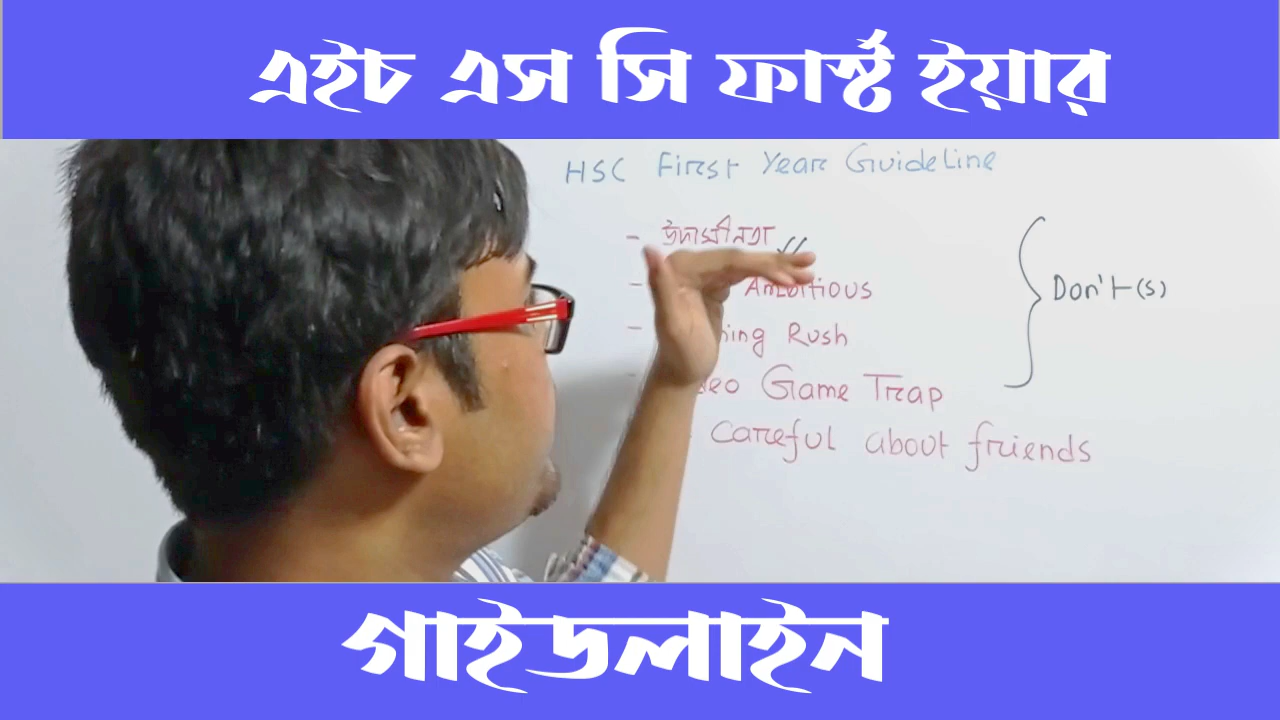 এইচ এস সি ফার্স্ট ইয়ার
HSC First Year GuideLine
- উদাসীনতা
- Ambitious
- Rush
Game Trap
careful about friends
Don't(s)
গাইডলাইন